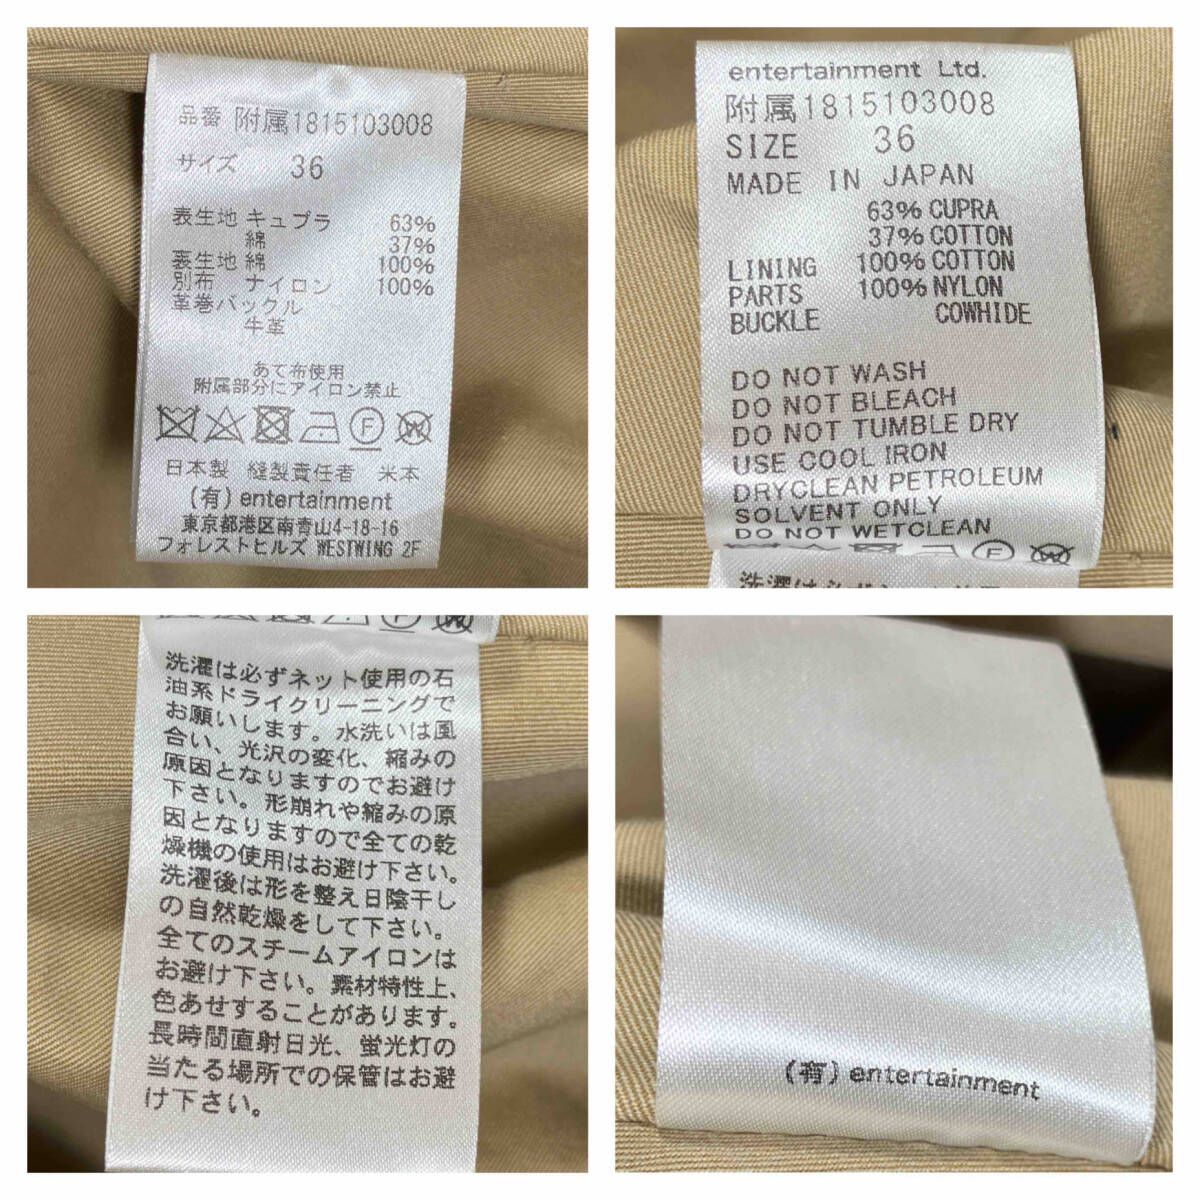 品番 附属1815103008
サイズ 36
表生地 キュプラ 63%
綿 37%
表生地 綿 100%
別布 ナイロン 100%
革巻バックル
牛革
あて布使用
附属部分にアイロン禁止
F W
日本製 縫製責任者 米本
(有) entertainment
東京都港区南青山4-18-16
フォレストヒルズ WESTWING 2F
entertainment Ltd.
附属1815103008
SIZE 36
MADE IN JAPAN
63% CUPRA
37% COTTON
LINING 100% COTTON
PARTS 100% NYLON
BUCKLE COWHIDE
DO NOT WASH
DO NOT BLEACH
DO NOT TUMBLE DRY
USE COOL IRON
DRYCLEAN PETROLEUM
SOLVENT ONLY
DO NOT WETCLEAN
F W
洗濯は必ず
洗濯は必ずネット使用の石
油系ドライクリーニングで
お願いします。水洗いは風
合い、光沢の変化、縮みの
原因となりますのでお避け
下さい。形崩れや縮みの原
因となりますので全ての乾
燥機の使用はお避け下さい。
洗濯後は形を整え日陰干し
の自然乾燥をして下さい。
全てのスチームアイロンは
お避け下さい。素材特性上、
色あせすることがあります。
長時間直射日光、蛍光灯の
当たる場所での保管はお避
け下さい。
(有) entertainment